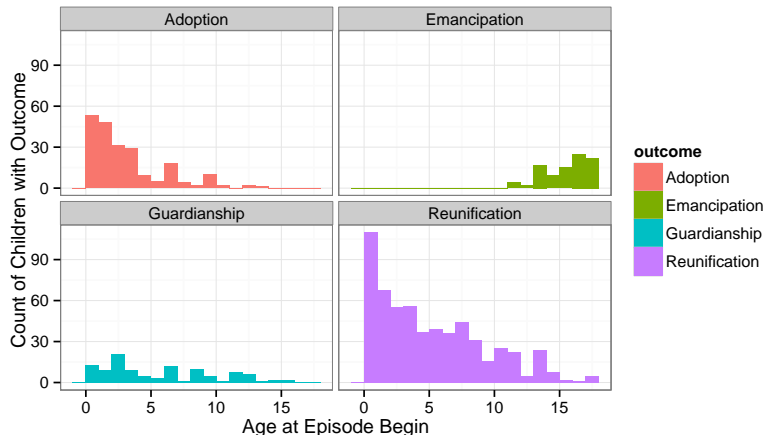 Adoption
Emancipation
90
60
30
0
Guardianship
Reunification
90
60
30
0
0 5 10 15
0 5 10 15
Age at Episode Begin
Count of Children with Outcome
outcome
Adoption
Emancipation
Guardianship
Reunification